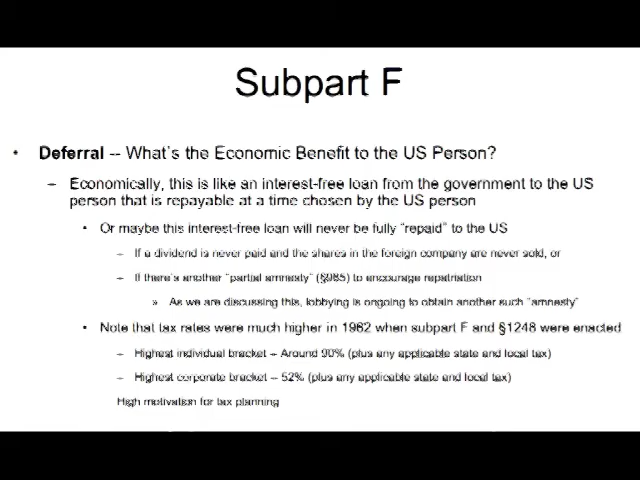 Subpart F
• Deferral -- What's the Economic Benefit to the US Person?
– Economically, this is like an interest-free loan from the government to the US
person that is repayable at a time chosen by the US person
• Or maybe this interest-free loan will never be fully "repaid" to the US
– If a dividend is never paid and the shares in the foreign company are never sold, or
– If there's another "partial amnesty" (§965) to encourage repatriation
» As we are discussing this, lobbying is ongoing to obtain another such "amnesty"
• Note that tax rates were much higher in 1962 when subpart F and §1248 were enacted
– Highest individual bracket – Around 90% (plus any applicable state and local tax)
– Highest corporate bracket – 52% (plus any applicable state and local tax)
High motivation for tax planning